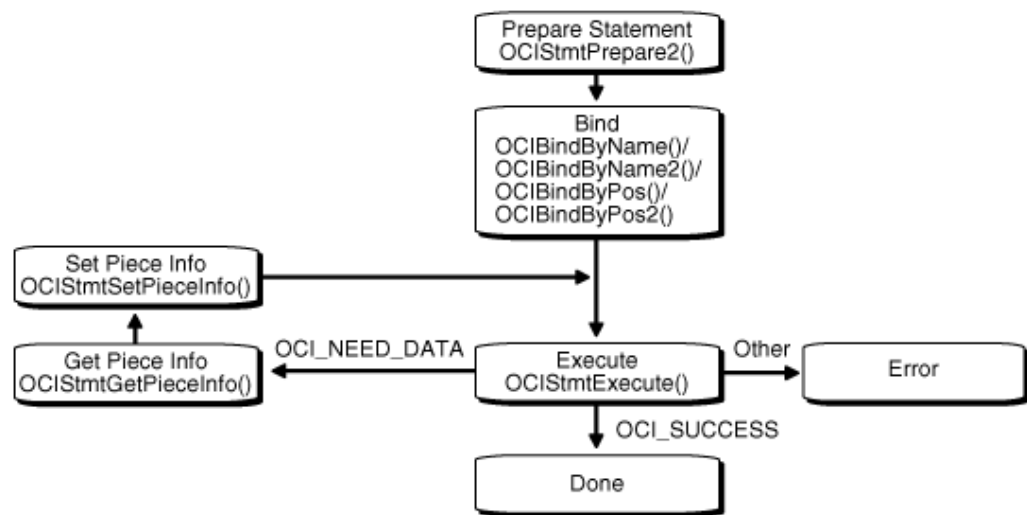 Prepare Statement
OCIStmtPrepare2()
Bind
OCIBindByName()/
OCIBindByName2()/
OCIBindByPos()/
OCIBindByPos2()
Set Piece Info
OCIStmtSetPieceInfo()
Get Piece Info
OCIStmtGetPieceInfo()
OCI_NEED_DATA
Execute
OCIStmtExecute()
Other
Error
OCI_SUCCESS
Done